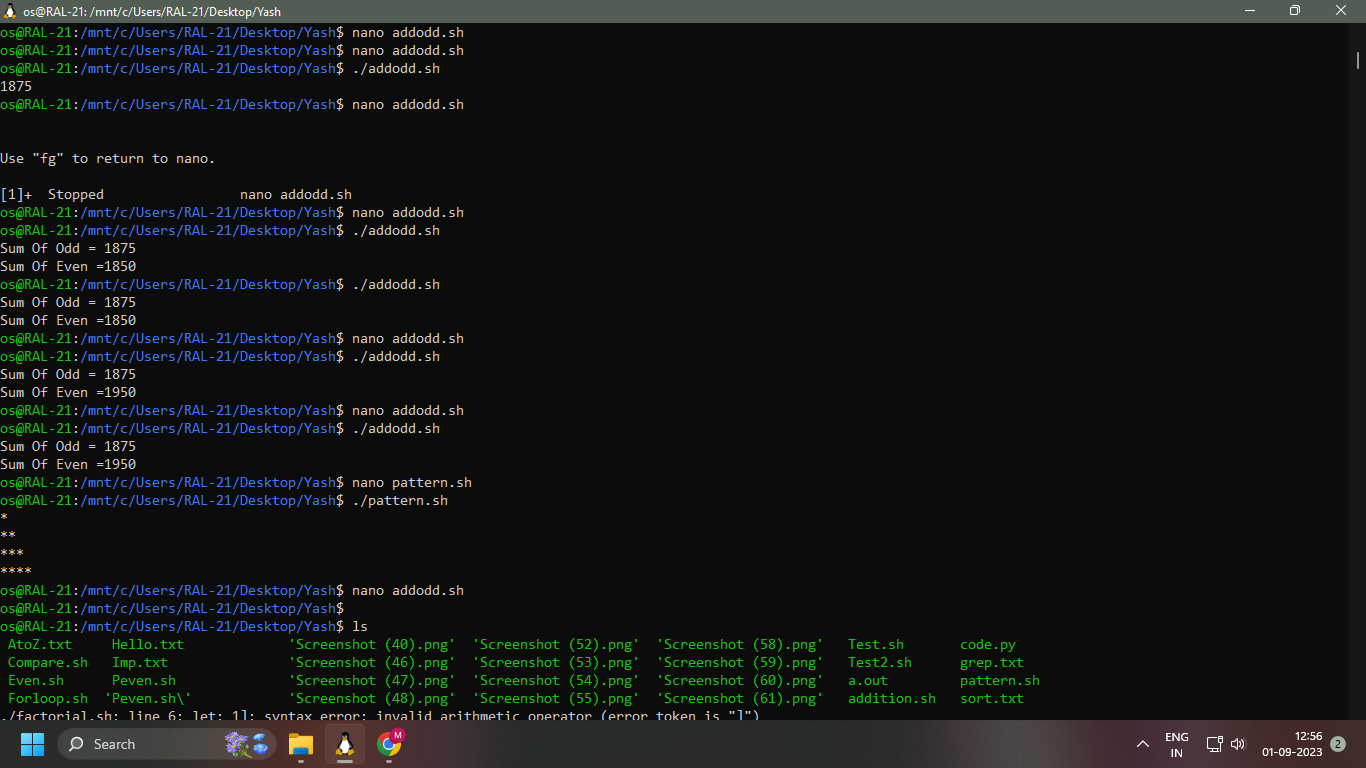 os@RAL-21: /mnt/c/Users/RAL-21/Desktop/Yash
os@RAL-21:/mnt/c/Users/RAL-21/Desktop/Yash$ nano addodd.sh
os@RAL-21:/mnt/c/Users/RAL-21/Desktop/Yash$ nano addodd.sh
os@RAL-21:/mnt/c/Users/RAL-21/Desktop/Yash$ ./addodd.sh
1875
os@RAL-21:/mnt/c/Users/RAL-21/Desktop/Yash$ nano addodd.sh
Use "fg" to return to nano.
[1]+  Stopped                 nano addodd.sh
os@RAL-21:/mnt/c/Users/RAL-21/Desktop/Yash$ nano addodd.sh
os@RAL-21:/mnt/c/Users/RAL-21/Desktop/Yash$ ./addodd.sh
Sum Of Odd = 1875
Sum Of Even =1850
os@RAL-21:/mnt/c/Users/RAL-21/Desktop/Yash$ ./addodd.sh
Sum Of Odd = 1875
Sum Of Even =1850
os@RAL-21:/mnt/c/Users/RAL-21/Desktop/Yash$ nano addodd.sh
os@RAL-21:/mnt/c/Users/RAL-21/Desktop/Yash$ ./addodd.sh
Sum Of Odd = 1875
Sum Of Even =1950
os@RAL-21:/mnt/c/Users/RAL-21/Desktop/Yash$ nano addodd.sh
os@RAL-21:/mnt/c/Users/RAL-21/Desktop/Yash$ ./addodd.sh
Sum Of Odd = 1875
Sum Of Even =1950
os@RAL-21:/mnt/c/Users/RAL-21/Desktop/Yash$ nano pattern.sh
os@RAL-21:/mnt/c/Users/RAL-21/Desktop/Yash$ ./pattern.sh
*
**
***
****
os@RAL-21:/mnt/c/Users/RAL-21/Desktop/Yash$ nano addodd.sh
os@RAL-21:/mnt/c/Users/RAL-21/Desktop/Yash$
os@RAL-21:/mnt/c/Users/RAL-21/Desktop/Yash$ ls
AtoZ.txt     Hello.txt             'Screenshot (40).png'  'Screenshot (52).png'  'Screenshot (58).png'   Test.sh       code.py
Compare.sh   Imp.txt               'Screenshot (46).png'  'Screenshot (53).png'  'Screenshot (59).png'   Test2.sh      grep.txt
Even.sh      Peven.sh              'Screenshot (47).png'  'Screenshot (54).png'  'Screenshot (60).png'   a.out         pattern.sh
Forloop.sh  'Peven.sh\'            'Screenshot (48).png'  'Screenshot (55).png'  'Screenshot (61).png'   addition.sh   sort.txt
./factorial.sh: line 6: let: 1]: syntax error: invalid arithmetic operator (error token is "]")
Search
M
ENG
IN
12:56
01-09-2023
2